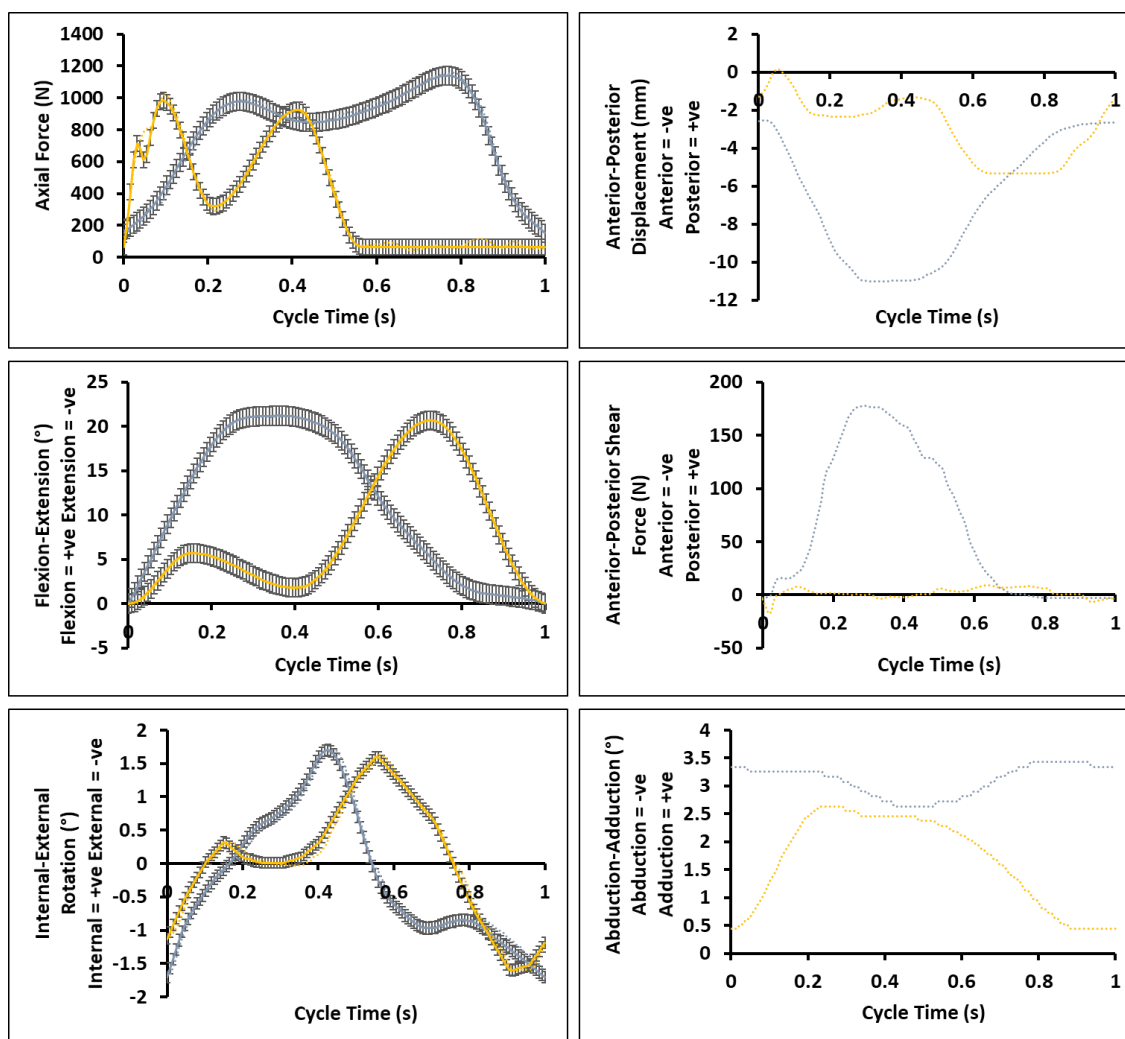 1400
1200
1000
800
600
400
200
0
Axial Force (N)
0 0.2 0.4 0.6 0.8 1
Cycle Time (s)
2
0
-2
-4
-6
-8
-10
-12
Anterior-Posterior
Displacement (mm)
Anterior = -ve
Posterior = +ve
0 0.2 0.4 0.6 0.8 1
Cycle Time (s)
25
20
15
10
5
0
-5
Flexion-Extension (°)
Flexion = +ve Extension = -ve
0 0.2 0.4 0.6 0.8 1
Cycle Time (s)
200
150
100
50
0
-50
Anterior-Posterior Shear
Force (N)
Anterior = -ve
Posterior = +ve
0 0.2 0.4 0.6 0.8 1
Cycle Time (s)
2
1.5
1
0.5
0
-0.5
-1
-1.5
-2
Internal-External
Rotation (°)
Internal = +ve External = -ve
0 0.2 0.4 0.6 0.8 1
Cycle Time (s)
4
3.5
3
2.5
2
1.5
1
0.5
0
Abduction-Adduction (°)
Abduction = -ve
Adduction = +ve
0 0.2 0.4 0.6 0.8 1
Cycle Time (s)